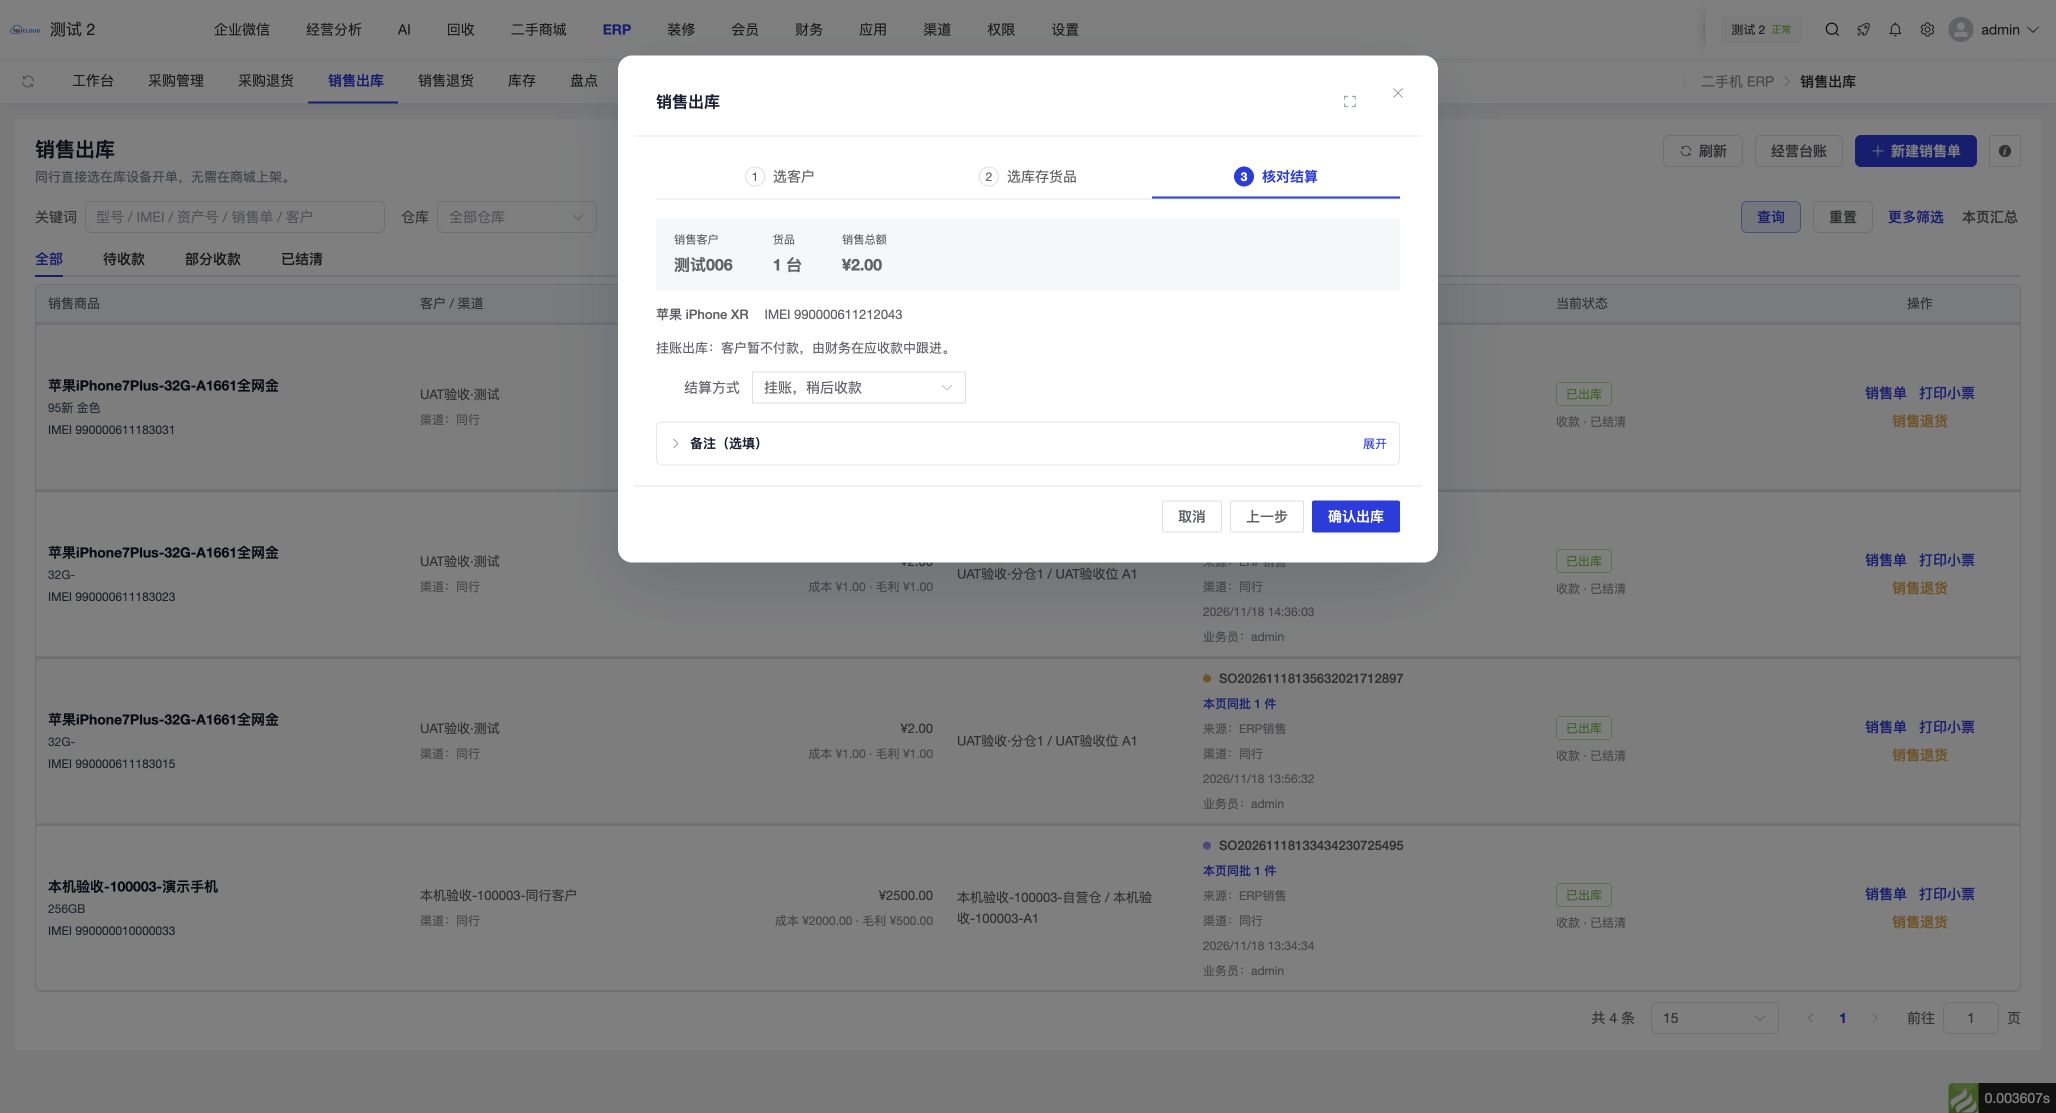 NIUCLOUD 测试 2 企业微信 经营分析 AI 回收 二手商城 ERP 装修 会员 财务 应用 渠道 权限 设置 测试 2 正常 admin
工作台 采购管理 采购退货 销售出库 销售退货 库存 盘点 二手机 ERP > 销售出库
销售出库
同行直接选在库设备开单，无需在商城上架。
刷新 经营台账 + 新建销售单
关键词 型号 / IMEI / 资产号 / 销售单 / 客户 仓库 全部仓库 查询 重置 更多筛选 本页汇总
全部 待收款 部分收款 已结清
销售商品 客户 / 渠道 当前状态 操作
苹果iPhone7Plus-32G-A1661全网金
95新 金色
IMEI 990000611183031
UAT验收·测试
渠道：同行
已出库
收款 · 已结清
销售单 打印小票
销售退货
苹果iPhone7Plus-32G-A1661全网金
32G-
IMEI 990000611183023
UAT验收·测试
渠道：同行
¥2.00
成本 ¥1.00 · 毛利 ¥1.00
UAT验收·分仓1 / UAT验收位 A1
来源：ERP销售
渠道：同行
2026/11/18 14:36:03
业务员：admin
已出库
收款 · 已结清
销售单 打印小票
销售退货
苹果iPhone7Plus-32G-A1661全网金
32G-
IMEI 990000611183015
UAT验收·测试
渠道：同行
¥2.00
成本 ¥1.00 · 毛利 ¥1.00
UAT验收·分仓1 / UAT验收位 A1
SO20261118135632021712897
本页同批 1 件
来源：ERP销售
渠道：同行
2026/11/18 13:56:32
业务员：admin
已出库
收款 · 已结清
销售单 打印小票
销售退货
本机验收-100003-演示手机
256GB
IMEI 990000010000033
本机验收-100003-同行客户
渠道：同行
¥2500.00
成本 ¥2000.00 · 毛利 ¥500.00
本机验收-100003-自营仓 / 本机验
收-100003-A1
SO20261118133434230725495
本页同批 1 件
来源：ERP销售
渠道：同行
2026/11/18 13:34:34
业务员：admin
已出库
收款 · 已结清
销售单 打印小票
销售退货
共 4 条 15 1 前往 1 页
销售出库
1 选客户 2 选库存货品 3 核对结算
销售客户 货品 销售总额
测试006 1 台 ¥2.00
苹果 iPhone XR IMEI 990000611212043
挂账出库：客户暂不付款，由财务在应收款中跟进。
结算方式 挂账，稍后收款
备注（选填） 展开
取消 上一步 确认出库
0.003607s